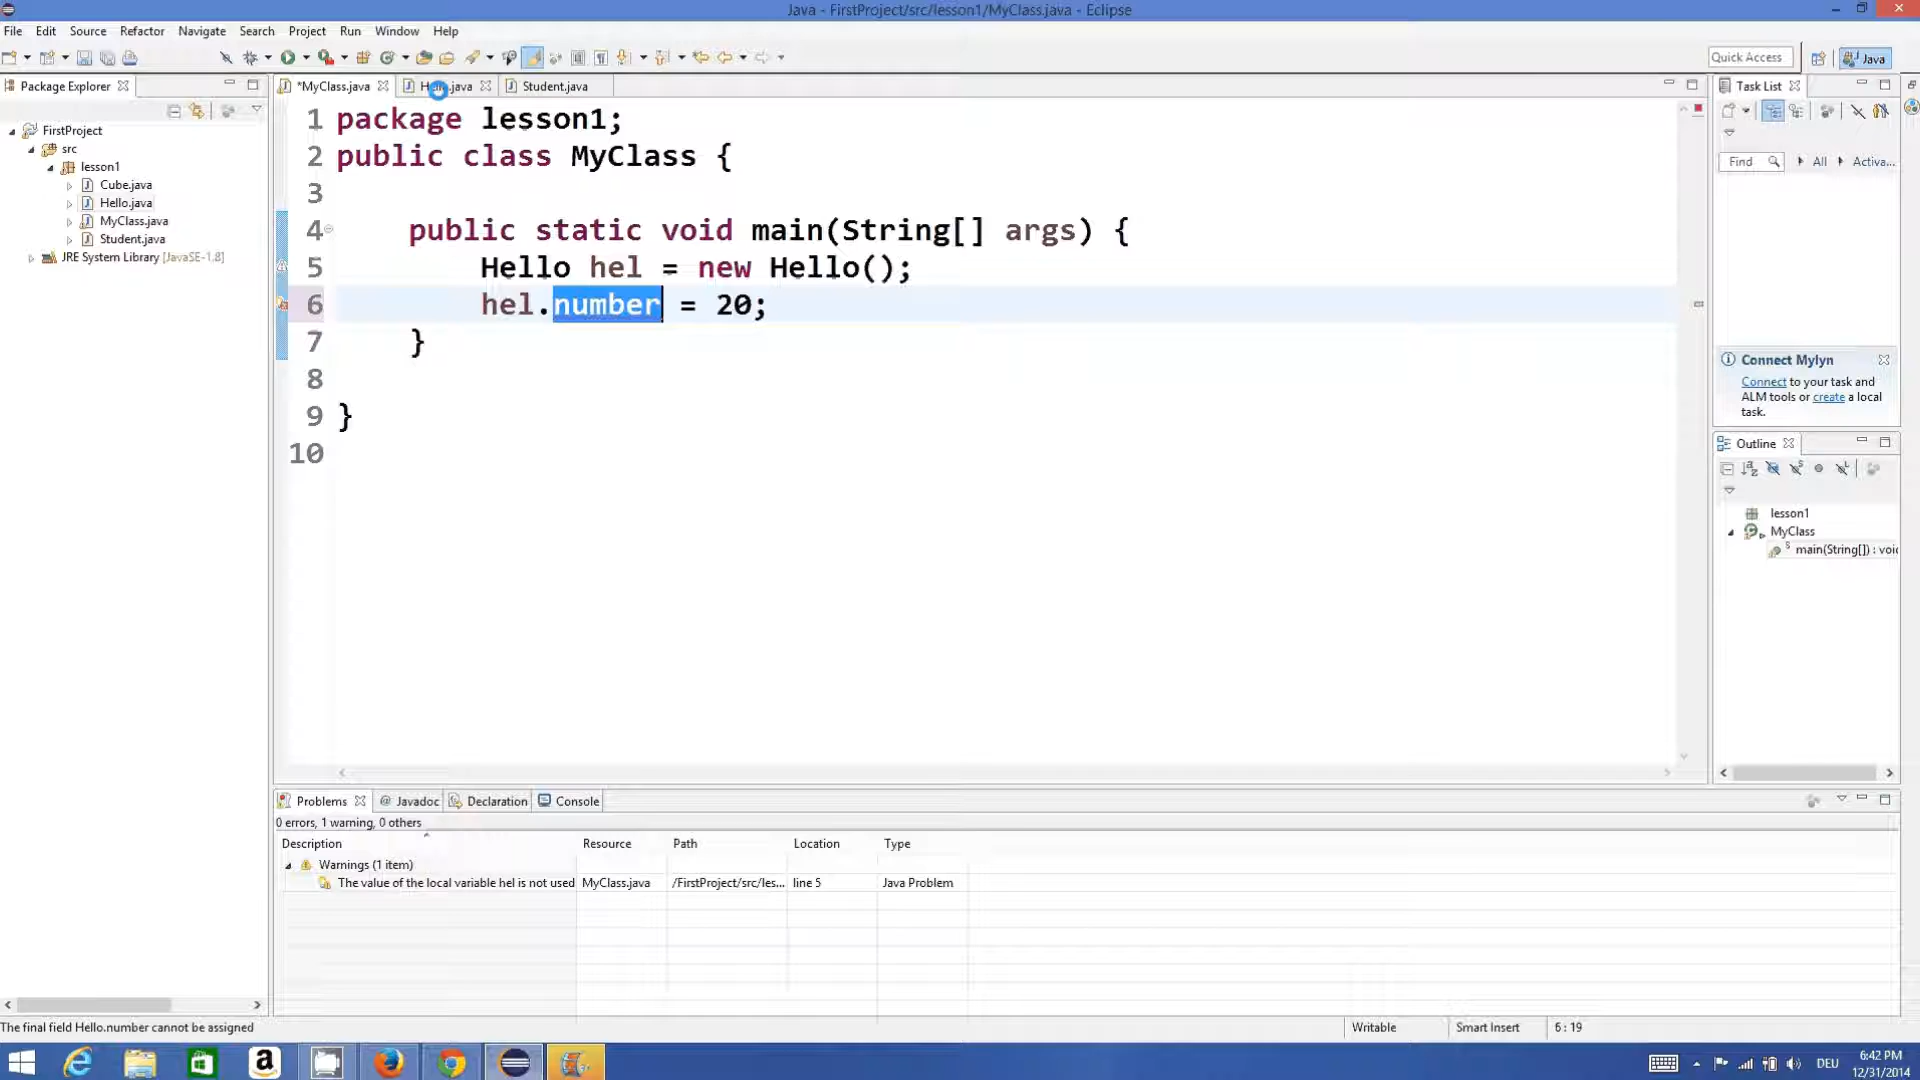 Java - FirstProject/src/lesson1/MyClass.java - Eclipse
File Edit Source Refactor Navigate Search Project Run Window Help
Quick Access
Java
Package Explorer
FirstProject
src
lesson1
Cube.java
Hello.java
MyClass.java
Student.java
JRE System Library [JavaSE-1.8]
*MyClass.java
Hello.java
Student.java
1 package lesson1;
2 public class MyClass {
3
4 public static void main(String[] args) {
5 Hello hel = new Hello();
6 hel.number = 20;
7 }
8
9 }
10
Task List
Find
All
Activa...
Connect Mylyn
Connect to your task and
ALM tools or create a local
task.
Outline
lesson1
MyClass
main(String[]) : voi
Problems
@ Javadoc
Declaration
Console
0 errors, 1 warning, 0 others
Description Resource Path Location Type
Warnings (1 item)
The value of the local variable hel is not used MyClass.java /FirstProject/src/les... line 5 Java Problem
The final field Hello.number cannot be assigned
Writable
Smart Insert
6 : 19
DEU
6:42 PM
12/31/2014